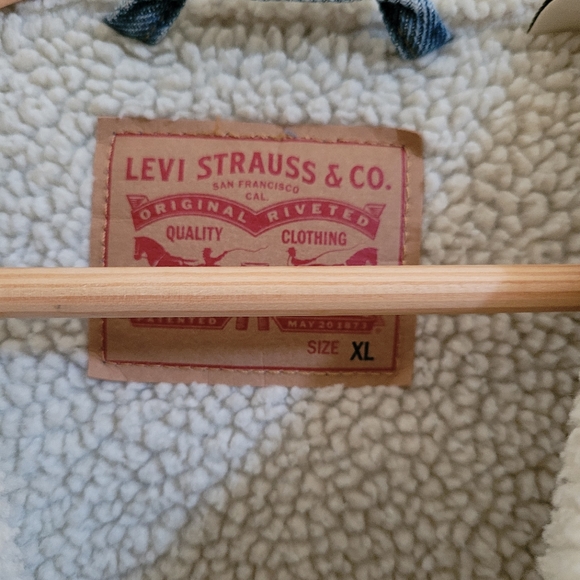 LEVI STRAUSS & CO.
SAN FRANCISCO
CAL.
ORIGINAL RIVETED
QUALITY CLOTHING
PATENTED MAY 20 1873
SIZE XL